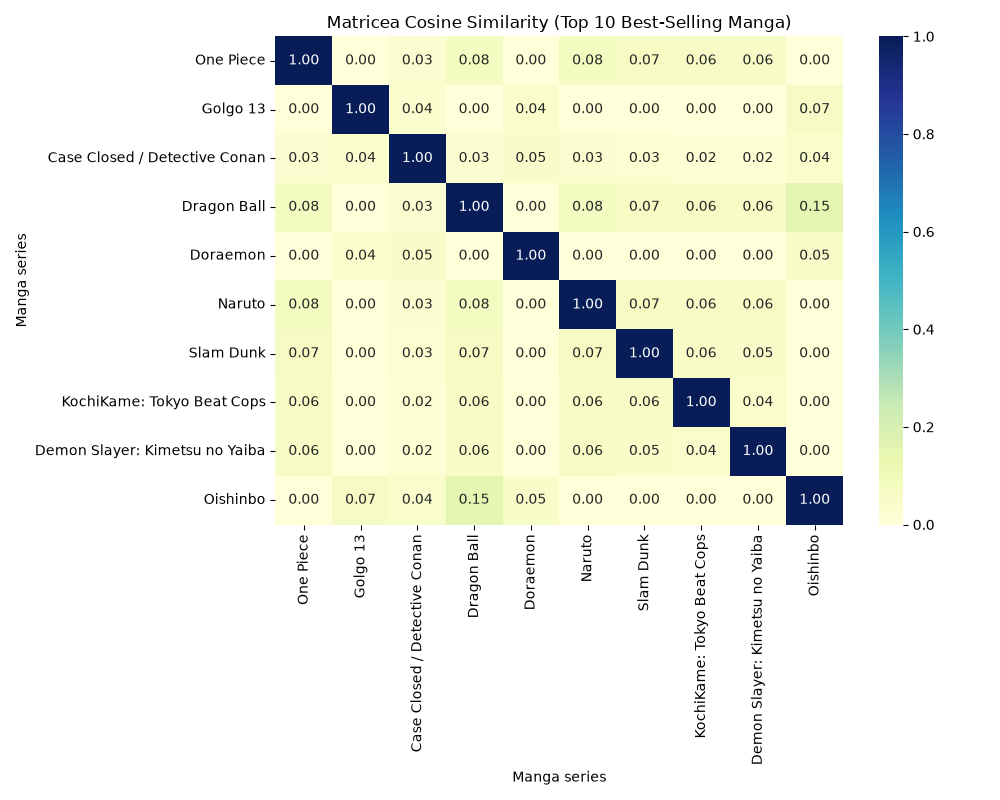 Matricea Cosine Similarity (Top 10 Best-Selling Manga)
One Piece 1.00 0.00 0.03 0.08 0.00 0.08 0.07 0.06 0.06 0.00
Golgo 13 0.00 1.00 0.04 0.00 0.04 0.00 0.00 0.00 0.00 0.07
Case Closed / Detective Conan 0.03 0.04 1.00 0.03 0.05 0.03 0.03 0.02 0.02 0.04
Dragon Ball 0.08 0.00 0.03 1.00 0.00 0.08 0.07 0.06 0.06 0.15
Doraemon 0.00 0.04 0.05 0.00 1.00 0.00 0.00 0.00 0.00 0.05
Naruto 0.08 0.00 0.03 0.08 0.00 1.00 0.07 0.06 0.06 0.00
Slam Dunk 0.07 0.00 0.03 0.07 0.00 0.07 1.00 0.06 0.05 0.00
KochiKame: Tokyo Beat Cops 0.06 0.00 0.02 0.06 0.00 0.06 0.06 1.00 0.04 0.00
Demon Slayer: Kimetsu no Yaiba 0.06 0.00 0.02 0.06 0.00 0.06 0.05 0.04 1.00 0.00
Oishinbo 0.00 0.07 0.04 0.15 0.05 0.00 0.00 0.00 0.00 1.00
Manga series
One Piece
Golgo 13
Case Closed / Detective Conan
Dragon Ball
Doraemon
Naruto
Slam Dunk
KochiKame: Tokyo Beat Cops
Demon Slayer: Kimetsu no Yaiba
Oishinbo
Manga series
1.0
0.8
0.6
0.4
0.2
0.0